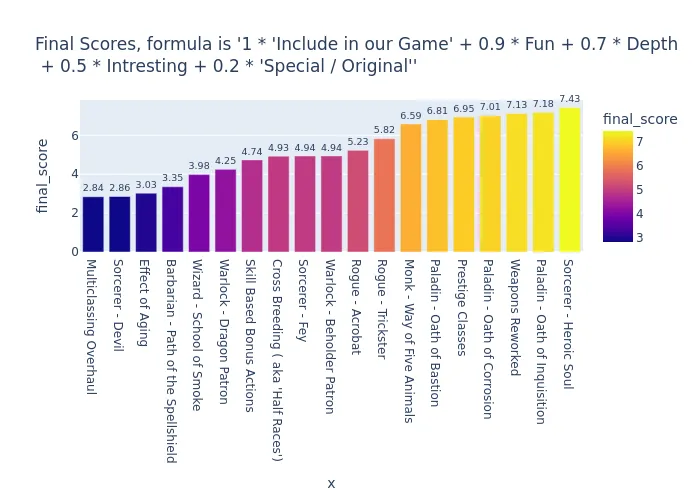 Final Scores, formula is '1 * 'Include in our Game' + 0.9 * Fun + 0.7 * Depth
+ 0.5 * Intresting + 0.2 * 'Special / Original''
final_score
0
2
4
6
2.84
2.86
3.03
3.35
3.98
4.25
4.74
4.93
4.94
4.94
5.23
5.82
6.59
6.81
6.95
7.01
7.13
7.18
7.43
Multiclassing Overhaul
Sorcerer - Devil
Effect of Aging
Barbarian - Path of the Spellshield
Wizard - School of Smoke
Warlock - Dragon Patron
Skill Based Bonus Actions
Cross Breeding ( aka 'Half Races')
Sorcerer - Fey
Warlock - Beholder Patron
Rogue - Acrobat
Rogue - Trickster
Monk - Way of Five Animals
Paladin - Oath of Bastion
Prestige Classes
Paladin - Oath of Corrosion
Weapons Reworked
Paladin - Oath of Inquisition
Sorcerer - Heroic Soul
x
final_score
7
6
5
4
3